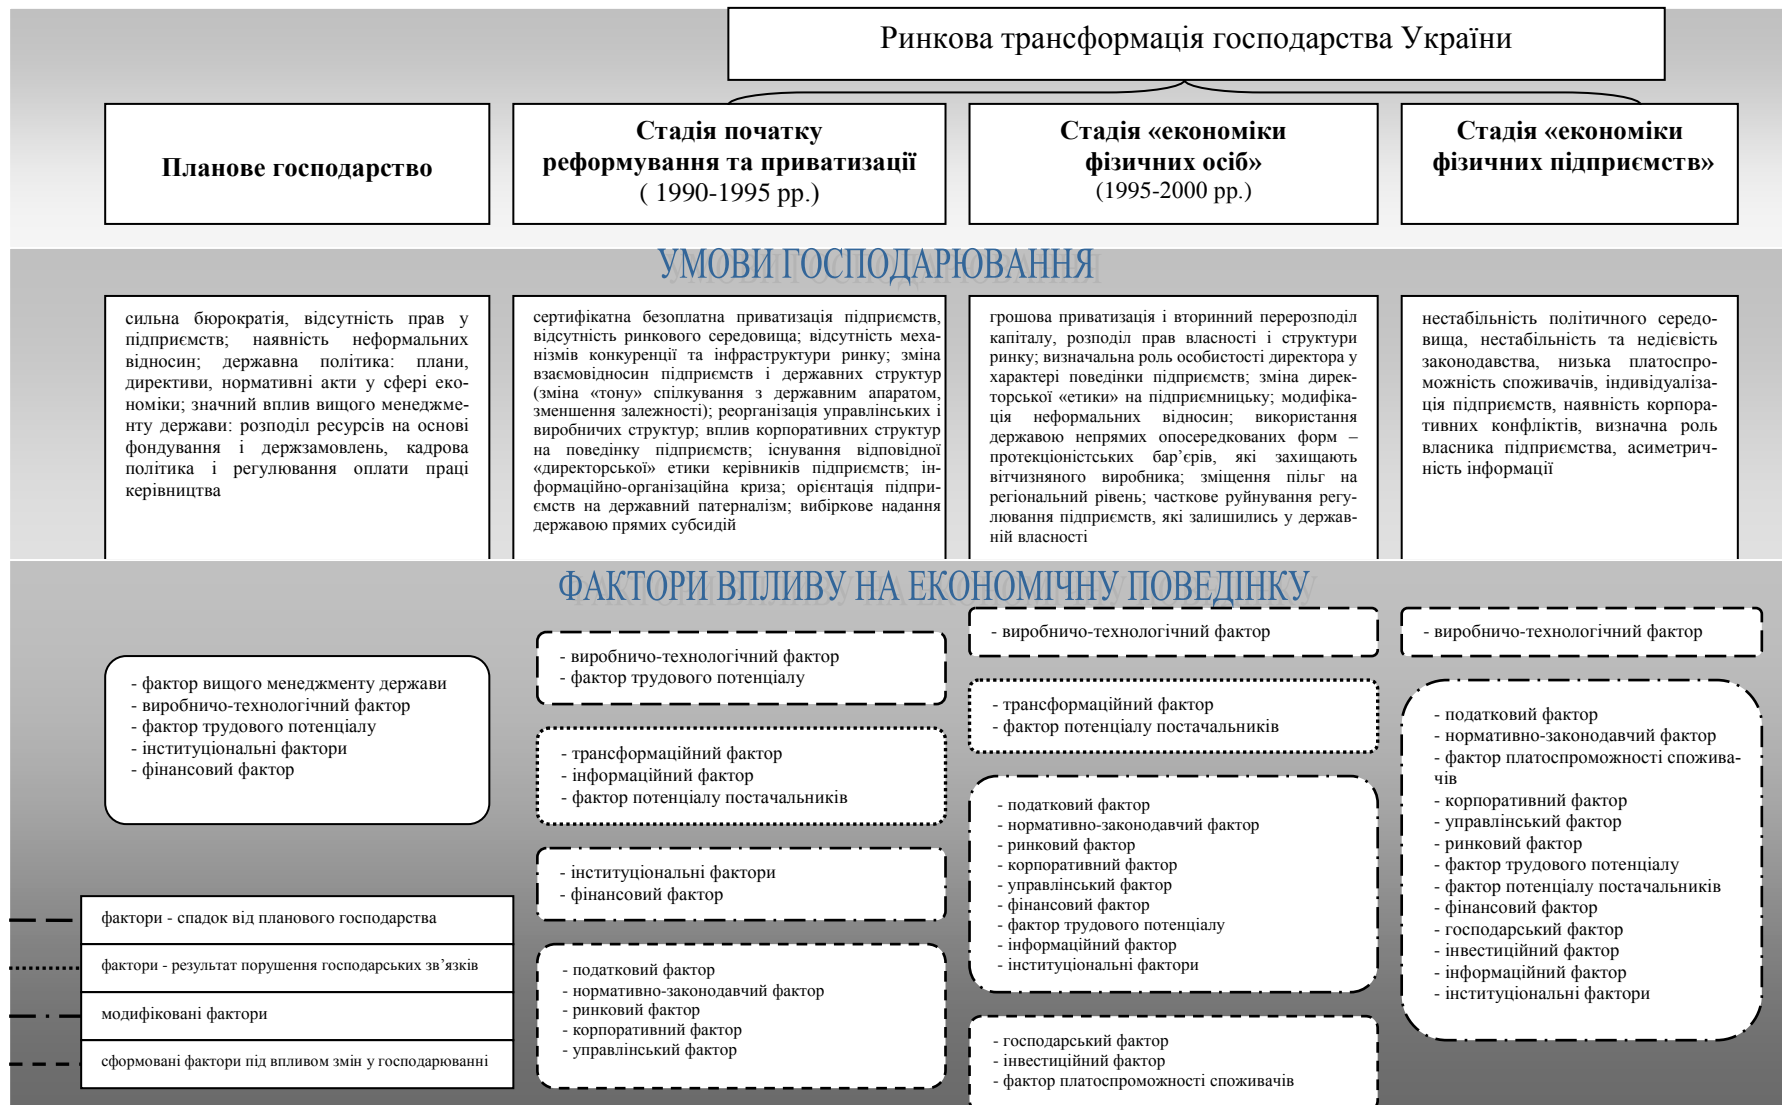 Ринкова трансформація господарства України
Планове господарство
Стадія початку
реформування та приватизації
( 1990-1995 рр.)
Стадія «економіки
фізичних осіб»
(1995-2000 рр.)
Стадія «економіки
фізичних підприємств»
УМОВИ ГОСПОДАРЮВАННЯ
сильна бюрократія, відсутність прав у
підприємств; наявність неформальних
відносин; державна політика: плани,
директиви, нормативні акти у сфері еко-
номіки; значний вплив вищого менеджме-
нту держави: розподіл ресурсів на основі
фондування і держзамовлень, кадрова
політика і регулювання оплати праці
керівництва
сертифікатна безоплатна приватизація підприємств,
відсутність ринкового середовища; відсутність меха-
нізмів конкуренції та інфраструктури ринку; зміна
взаємовідносин підприємств і державних структур
(зміна «тону» спілкування з державним апаратом,
зменшення залежності); реорганізація управлінських і
виробничих структур; вплив корпоративних структур
на поведінку підприємств; існування відповідної
«директорської» етики керівників підприємств; ін-
формаційно-організаційна криза; орієнтація підпри-
ємств на державний патерналізм; вибіркове надання
державою прямих субсидій
грошова приватизація і вторинний перерозподіл
капіталу, розподіл прав власності і структури
ринку; визначальна роль особистості директора у
характері поведінки підприємств; зміна дирек-
торської «етики» на підприємницьку; модифіка-
ція неформальних відносин; використання
державою непрямих опосередкованих форм –
протекціоністських бар’єрів, які захищають
вітчизняного виробника; зміщення пільг на
регіональний рівень; часткове руйнування регу-
лювання підприємств, які залишились у держав-
ній власності
нестабільність політичного середо-
вища, нестабільність та недієвість
законодавства, низька платоспро-
можність споживачів, індивідуаліза-
ція підприємств, наявність корпора-
тивних конфліктів, визначна роль
власника підприємства, асиметрич-
ність інформації
ФАКТОРИ ВПЛИВУ НА ЕКОНОМІЧНУ ПОВЕДІНКУ
- фактор вищого менеджменту держави
- виробничо-технологічний фактор
- фактор трудового потенціалу
- інституціональні фактори
- фінансовий фактор
- виробничо-технологічний фактор
- фактор трудового потенціалу
- трансформаційний фактор
- інформаційний фактор
- фактор потенціалу постачальників
- інституціональні фактори
- фінансовий фактор
- податковий фактор
- нормативно-законодавчий фактор
- ринковий фактор
- корпоративний фактор
- управлінський фактор
- виробничо-технологічний фактор
- трансформаційний фактор
- фактор потенціалу постачальників
- податковий фактор
- нормативно-законодавчий фактор
- ринковий фактор
- корпоративний фактор
- управлінський фактор
- фінансовий фактор
- фактор трудового потенціалу
- інформаційний фактор
- інституціональні фактори
- господарський фактор
- інвестиційний фактор
- фактор платоспроможності споживачів
- виробничо-технологічний фактор
- податковий фактор
- нормативно-законодавчий фактор
- фактор платоспроможності спожива-
чів
- корпоративний фактор
- управлінський фактор
- ринковий фактор
- фактор трудового потенціалу
- фактор потенціалу постачальників
- фінансовий фактор
- господарський фактор
- інвестиційний фактор
- інформаційний фактор
- інституціональні фактори
фактори - спадок від планового господарства
фактори - результат порушення господарських зв’язків
модифіковані фактори
сформовані фактори під впливом змін у господарюванні